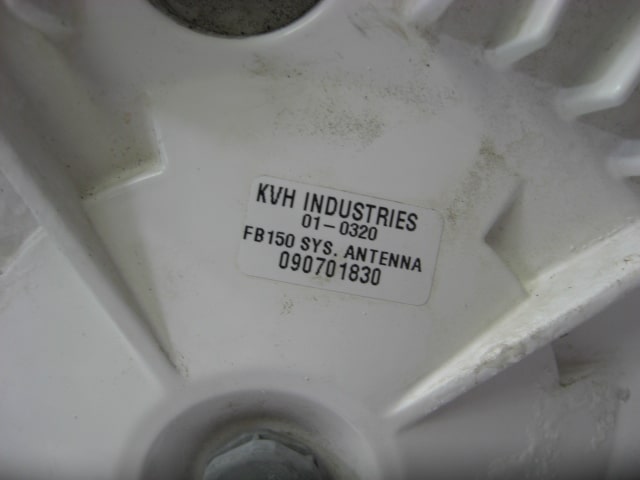 KVH INDUSTRIES
01-0320
FB150 SYS. ANTENNA
090701830